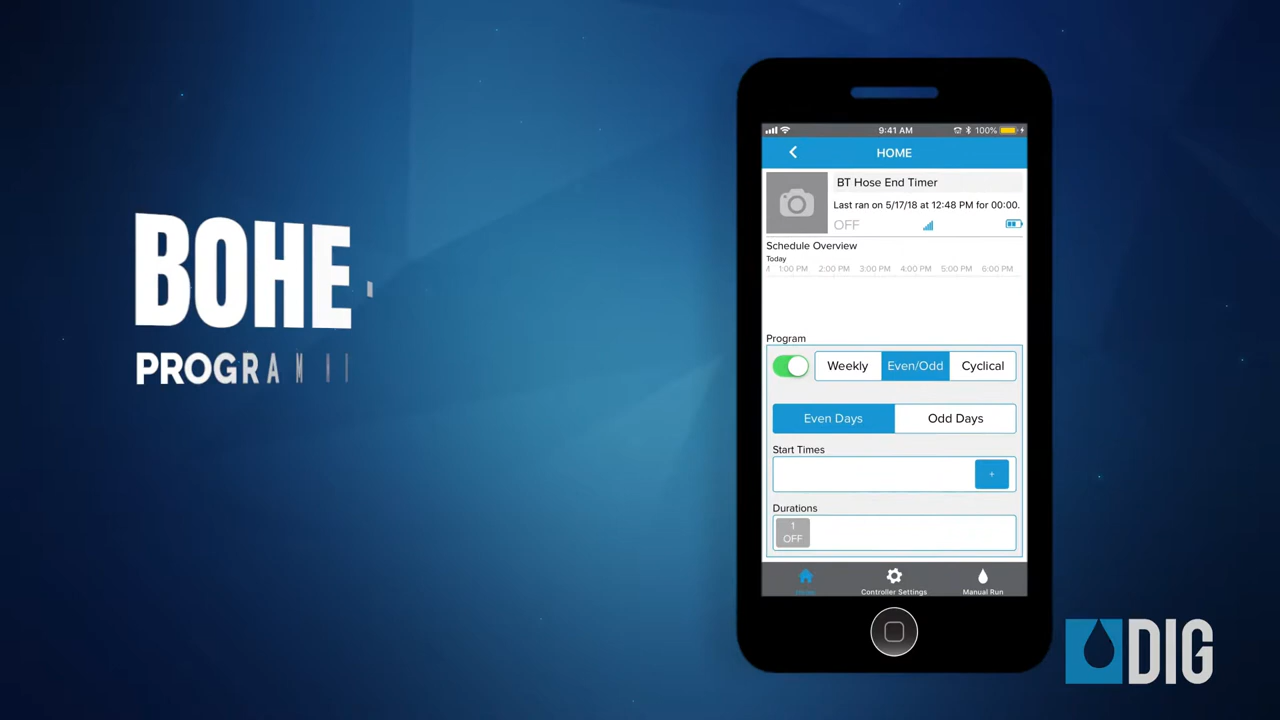 BOHE
PROGRAM
9:41 AM
100%
HOME
BT Hose End Timer
Last ran on 5/17/18 at 12:48 PM for 00:00.
OFF
Schedule Overview
Today
1:00 PM 2:00 PM 3:00 PM 4:00 PM 5:00 PM 6:00 PM
Program
Weekly Even/Odd Cyclical
Even Days Odd Days
Start Times
+
Durations
1
OFF
Controller Settings Manual Run
DIG